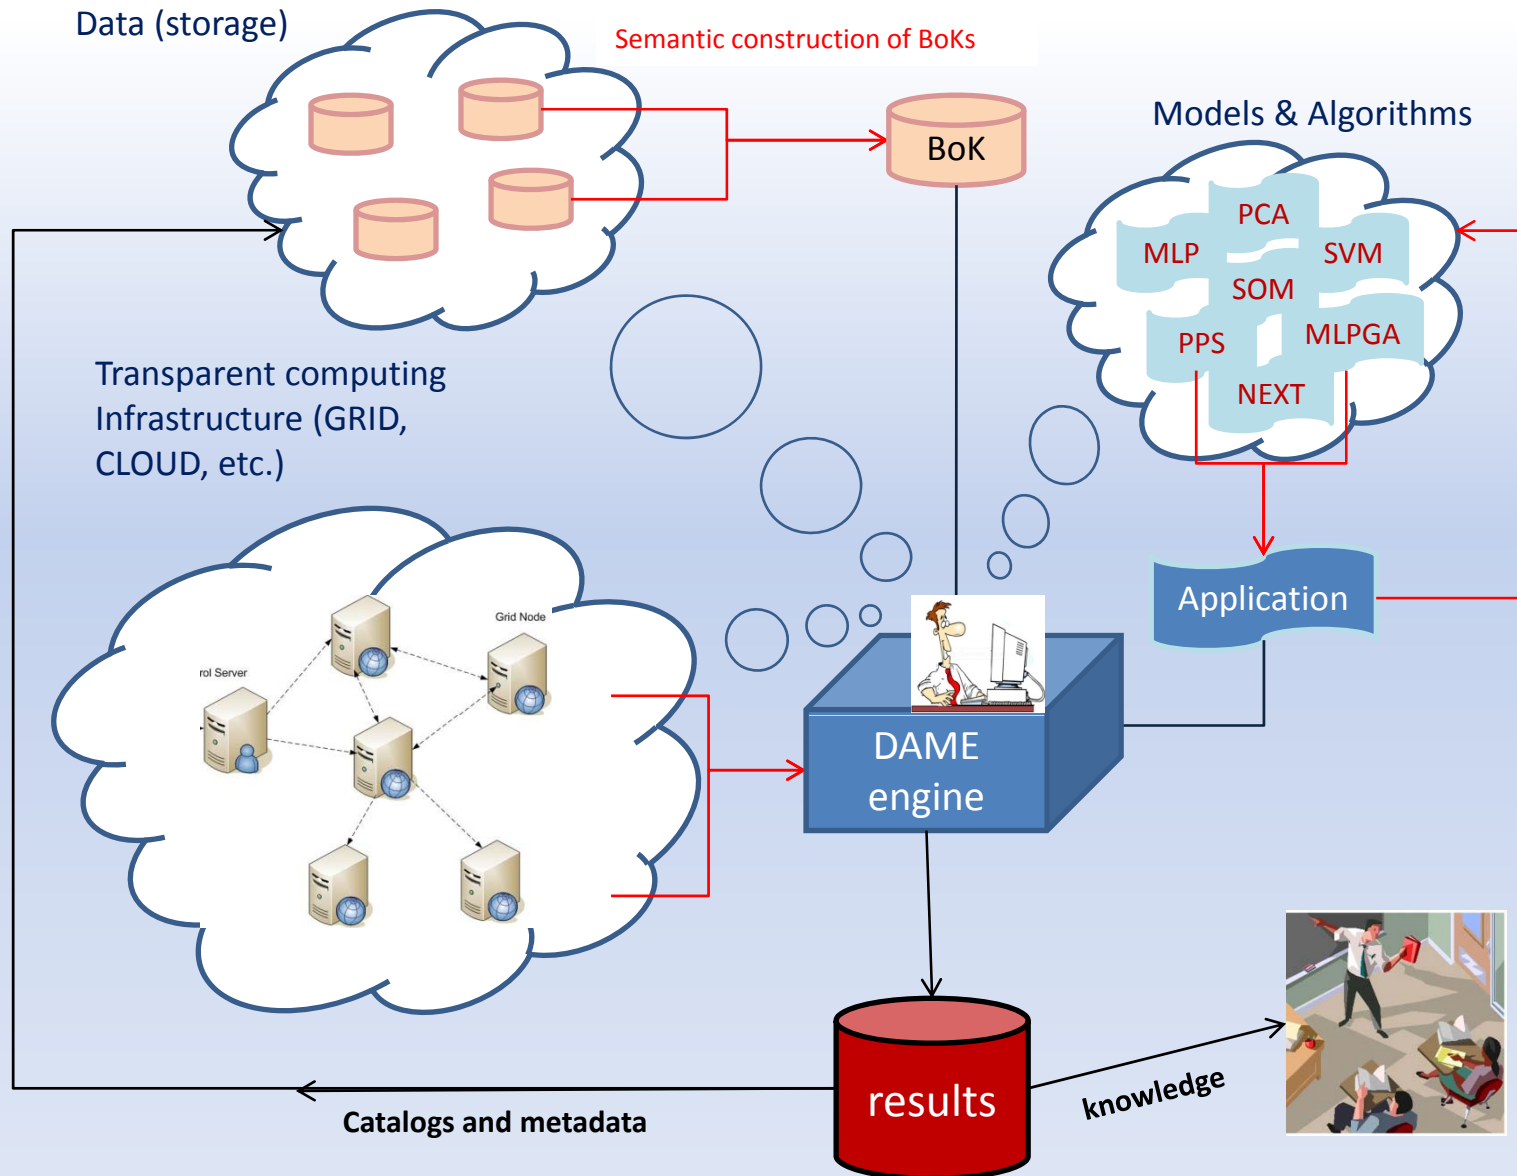 Data (storage)
Semantic construction of BoKs
BoK
Models & Algorithms
PCA
MLP
SVM
SOM
PPS
MLPGA
NEXT
Transparent computing
Infrastructure (GRID,
CLOUD, etc.)
Application
Grid Node
rol Server
DAME
engine
results
knowledge
Catalogs and metadata